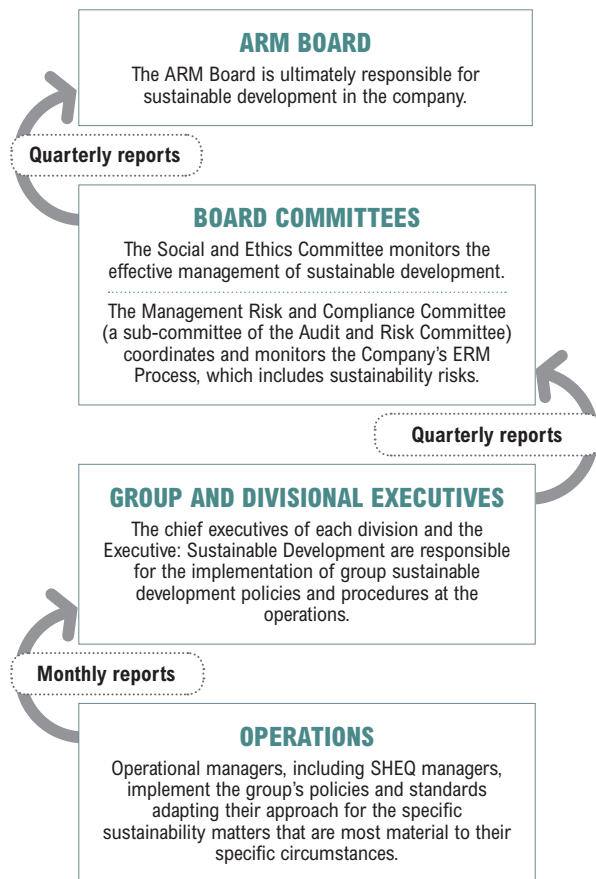 ARM BOARD
The ARM Board is ultimately responsible for
sustainable development in the company.
Quarterly reports
BOARD COMMITTEES
The Social and Ethics Committee monitors the
effective management of sustainable development.
The Management Risk and Compliance Committee
(a sub-committee of the Audit and Risk Committee)
coordinates and monitors the Company’s ERM
Process, which includes sustainability risks.
Quarterly reports
GROUP AND DIVISIONAL EXECUTIVES
The chief executives of each division and the
Executive: Sustainable Development are responsible
for the implementation of group sustainable
development policies and procedures at the
operations.
Monthly reports
OPERATIONS
Operational managers, including SHEQ managers,
implement the group’s policies and standards
adapting their approach for the specific
sustainability matters that are most material to their
specific circumstances.